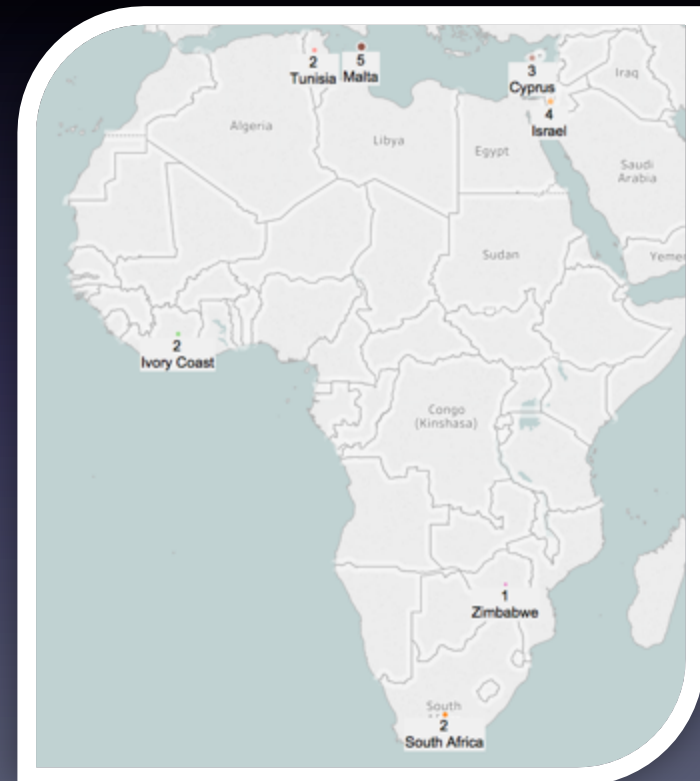 2
Tunisia
5
Malta
3
Cyprus
4
Israel
Iraq
Algeria
Libya
Egypt
Saudi
Arabia
Sudan
Yemen
2
Ivory Coast
Congo
(Kinshasa)
1
Zimbabwe
South
2
South Africa